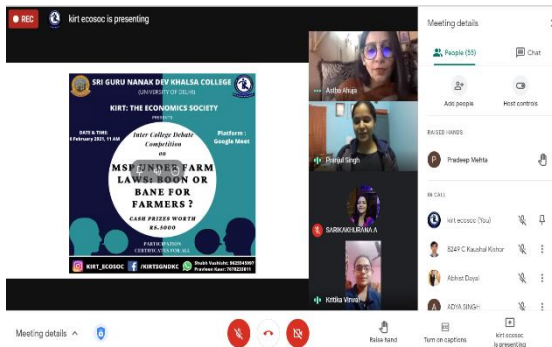 REC
kirt ecosoc is presenting
Meeting details
People (55)
Chat
Add people
Host controls
RAISED HANDS
Pradeep Mehta
IN CALL
kirt ecosoc (You)
8249 C Kaushal Kishor
Abhist Dayal
ADYA SINGH
SRI GURU NANAK DEV KHALSA COLLEGE
(UNIVERSITY OF DELHI)
KIRT: THE ECONOMICS SOCIETY
PRESENTS
DATE & TIME:
6 February 2021, 11 AM
Platform :
Google Meet
Inter College Debate
Competition
on
MSP UNDER FARM
LAWS: BOON OR
BANE FOR
FARMERS ?
CASH PRIZES WORTH
RS.5000
PARTICIPATION
CERTIFICATES FOR ALL
KIRT_ECOSOC
/KIRTSGNDKC
Astha Ahuja
Singh
SARIKAKHURANA.A
Kritika
Meeting details
Raise hand
Turn on captions
kirt ecosoc
is presenting